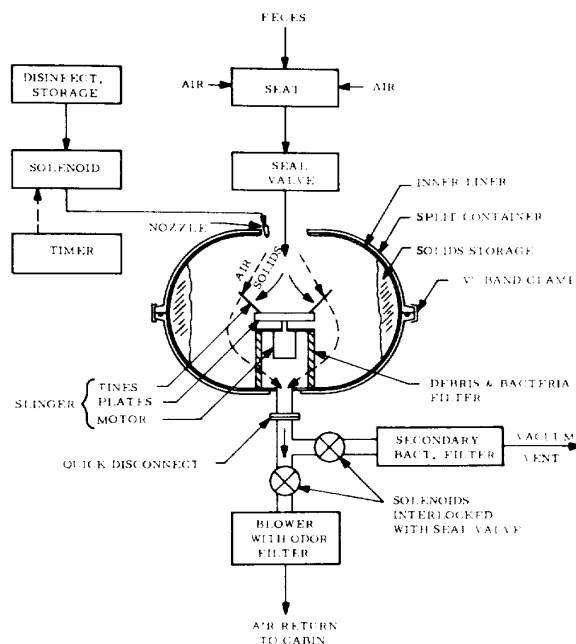 FECES
AIR
SEAT
AIR
DISINFECT.
STORAGE
SOLENOID
SEAL
VALVE
TIMER
NOZZLE
INNER LINER
SPLIT CONTAINER
SOLIDS STORAGE
"V" BAND CLAMP
AIR
SOLIDS
SLINGER
TINES
PLATES
MOTOR
DEBRIS & BACTERIA
FILTER
QUICK DISCONNECT
SECONDARY
BACT. FILTER
VACUUM
VENT
SOLENOIDS
INTERLOCKED
WITH SEAL VALVE
BLOWER
WITH ODOR
FILTER
AIR RETURN
TO CABIN